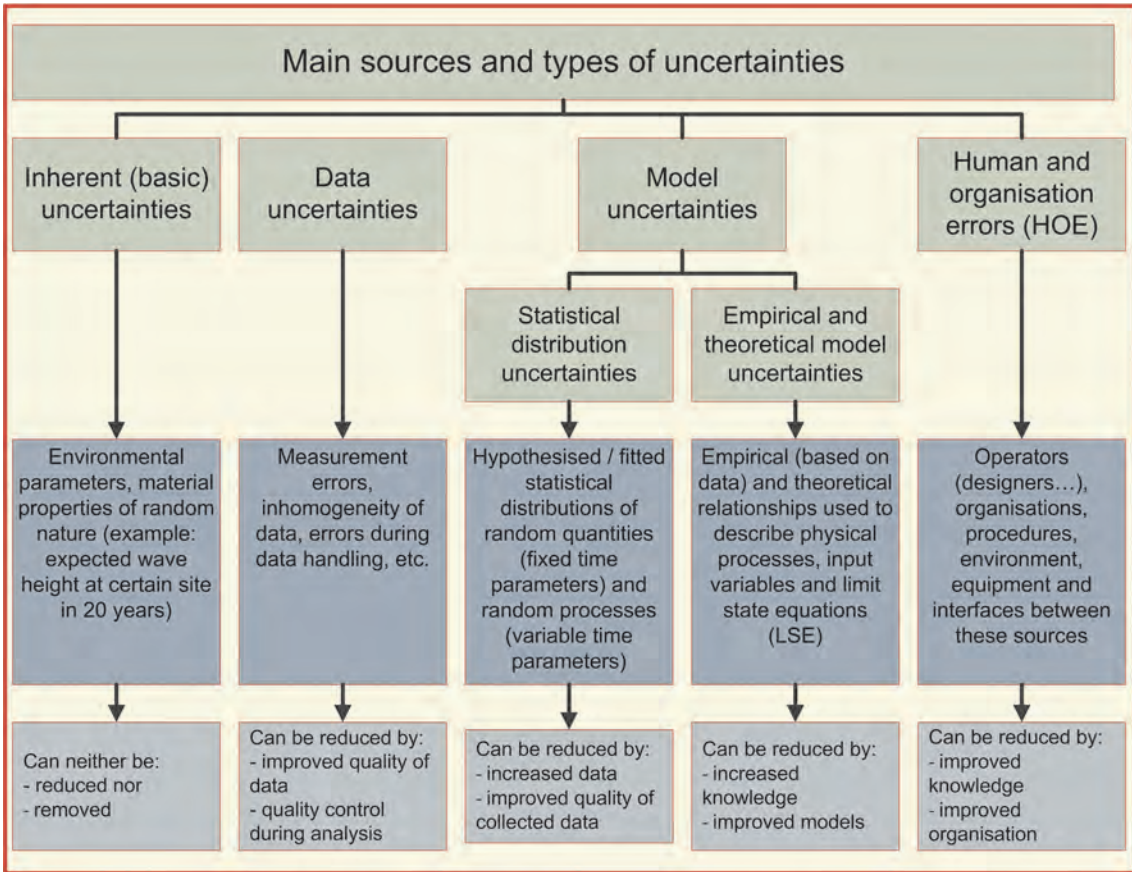 Main sources and types of uncertainties
Inherent (basic)
uncertainties
Data
uncertainties
Model
uncertainties
Human and
organisation
errors (HOE)
Statistical
distribution
uncertainties
Empirical and
theoretical model
uncertainties
Environmental
parameters, material
properties of random
nature (example:
expected wave
height at certain site
in 20 years)
Measurement
errors,
inhomogeneity of
data, errors during
data handling, etc.
Hypothesised / fitted
statistical
distributions of
random quantities
(fixed time
parameters) and
random processes
(variable time
parameters)
Empirical (based on
data) and theoretical
relationships used to
describe physical
processes, input
variables and limit
state equations
(LSE)
Operators
(designers…),
organisations,
procedures,
environment,
equipment and
interfaces between
these sources
Can neither be:
- reduced nor
- removed
Can be reduced by:
- improved quality of
data
- quality control
during analysis
Can be reduced by:
- increased data
- improved quality of
collected data
Can be reduced by:
- increased
knowledge
- improved models
Can be reduced by:
- improved
knowledge
- improved
organisation